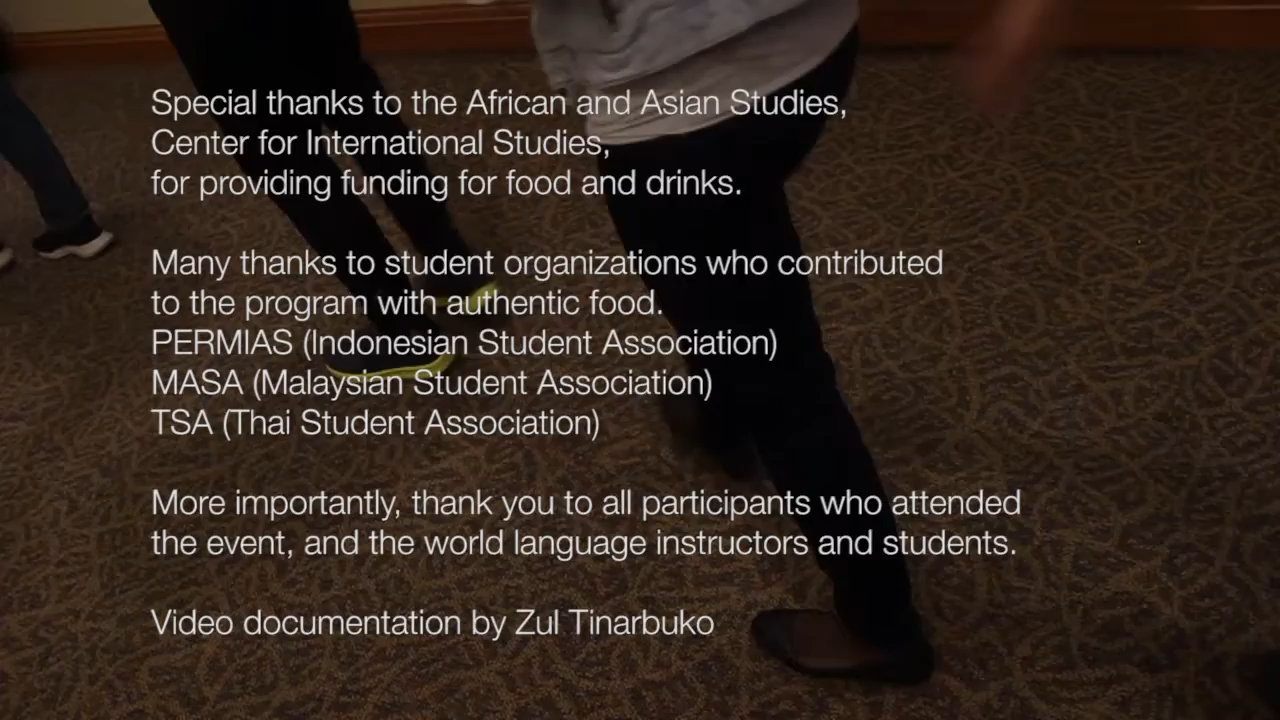 Special thanks to the African and Asian Studies,
Center for International Studies,
for providing funding for food and drinks.
Many thanks to student organizations who contributed
to the program with authentic food.
PERMIAS (Indonesian Student Association)
MASA (Malaysian Student Association)
TSA (Thai Student Association)
More importantly, thank you to all participants who attended
the event, and the world language instructors and students.
Video documentation by Zul Tinarbuko